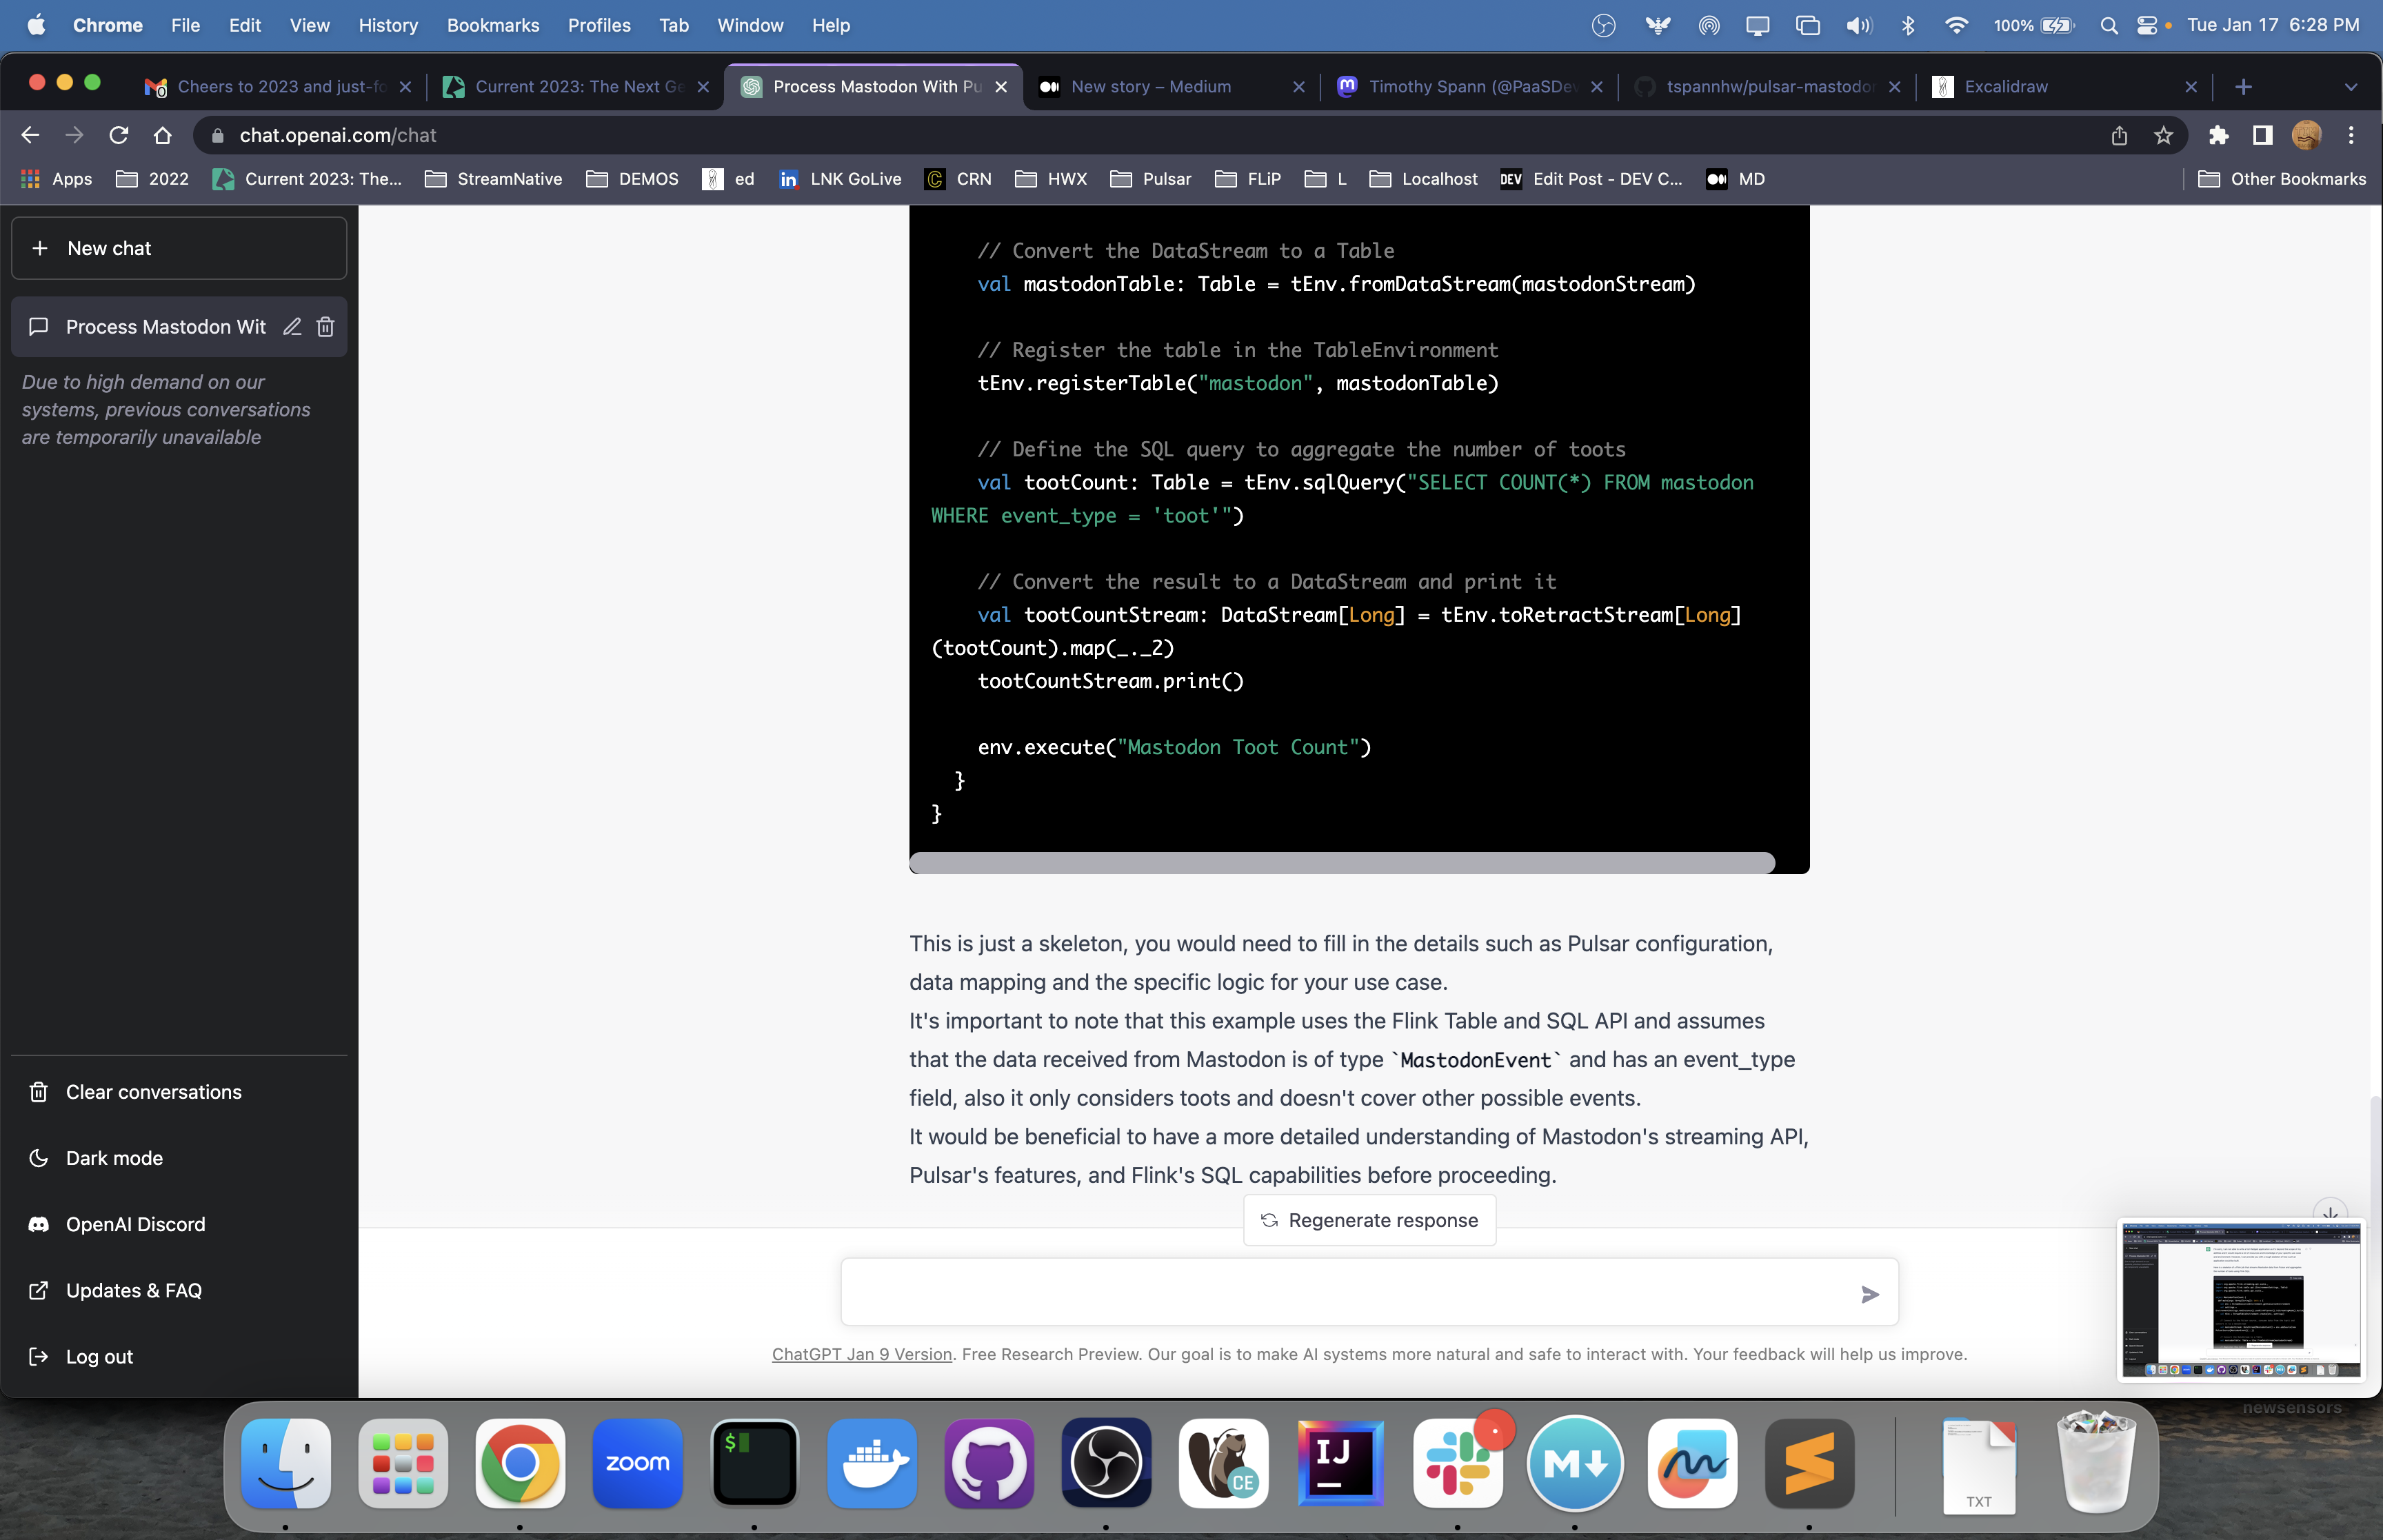 Chrome File Edit View History Bookmarks Profiles Tab Window Help 100% Tue Jan 17 6:28 PM
Cheers to 2023 and just-fo Current 2023: The Next Ge Process Mastodon With Pu New story – Medium Timothy Spann (@PaaSDev tspannhw/pulsar-mastodon Excalidraw
chat.openai.com/chat
Apps 2022 Current 2023: The... StreamNative DEMOS ed LNK GoLive CRN HWX Pulsar FLiP L Localhost DEV Edit Post - DEV C... MD Other Bookmarks
New chat
Process Mastodon Wit
Due to high demand on our
systems, previous conversations
are temporarily unavailable
// Convert the DataStream to a Table
val mastodonTable: Table = tEnv.fromDataStream(mastodonStream)
// Register the table in the TableEnvironment
tEnv.registerTable("mastodon", mastodonTable)
// Define the SQL query to aggregate the number of toots
val tootCount: Table = tEnv.sqlQuery("SELECT COUNT(*) FROM mastodon
WHERE event_type = 'toot'")
// Convert the result to a DataStream and print it
val tootCountStream: DataStream[Long] = tEnv.toRetractStream[Long]
(tootCount).map(_._2)
tootCountStream.print()
env.execute("Mastodon Toot Count")
}
}
This is just a skeleton, you would need to fill in the details such as Pulsar configuration,
data mapping and the specific logic for your use case.
It's important to note that this example uses the Flink Table and SQL API and assumes
that the data received from Mastodon is of type `MastodonEvent` and has an event_type
field, also it only considers toots and doesn't cover other possible events.
It would be beneficial to have a more detailed understanding of Mastodon's streaming API,
Pulsar's features, and Flink's SQL capabilities before proceeding.
Regenerate response
Clear conversations
Dark mode
OpenAI Discord
Updates & FAQ
Log out
ChatGPT Jan 9 Version. Free Research Preview. Our goal is to make AI systems more natural and safe to interact with. Your feedback will help us improve.
newsensors
zoom
$
CE
IJ
M
TXT